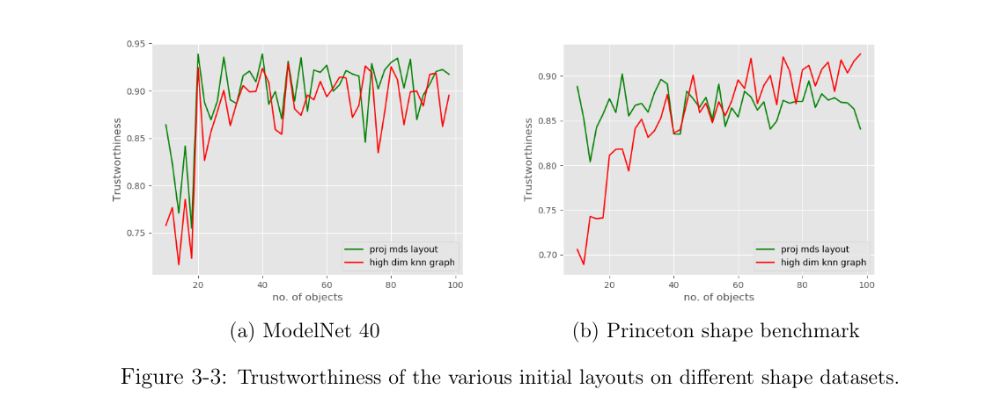 0.95
0.90
0.85
0.80
0.75
Trustworthiness
20
40
60
80
100
no. of objects
proj mds layout
high dim knn graph
(a) ModelNet 40
0.90
0.85
0.80
0.75
0.70
Trustworthiness
20
40
60
80
100
no. of objects
proj mds layout
high dim knn graph
(b) Princeton shape benchmark
Figure 3-3: Trustworthiness of the various initial layouts on different shape datasets.